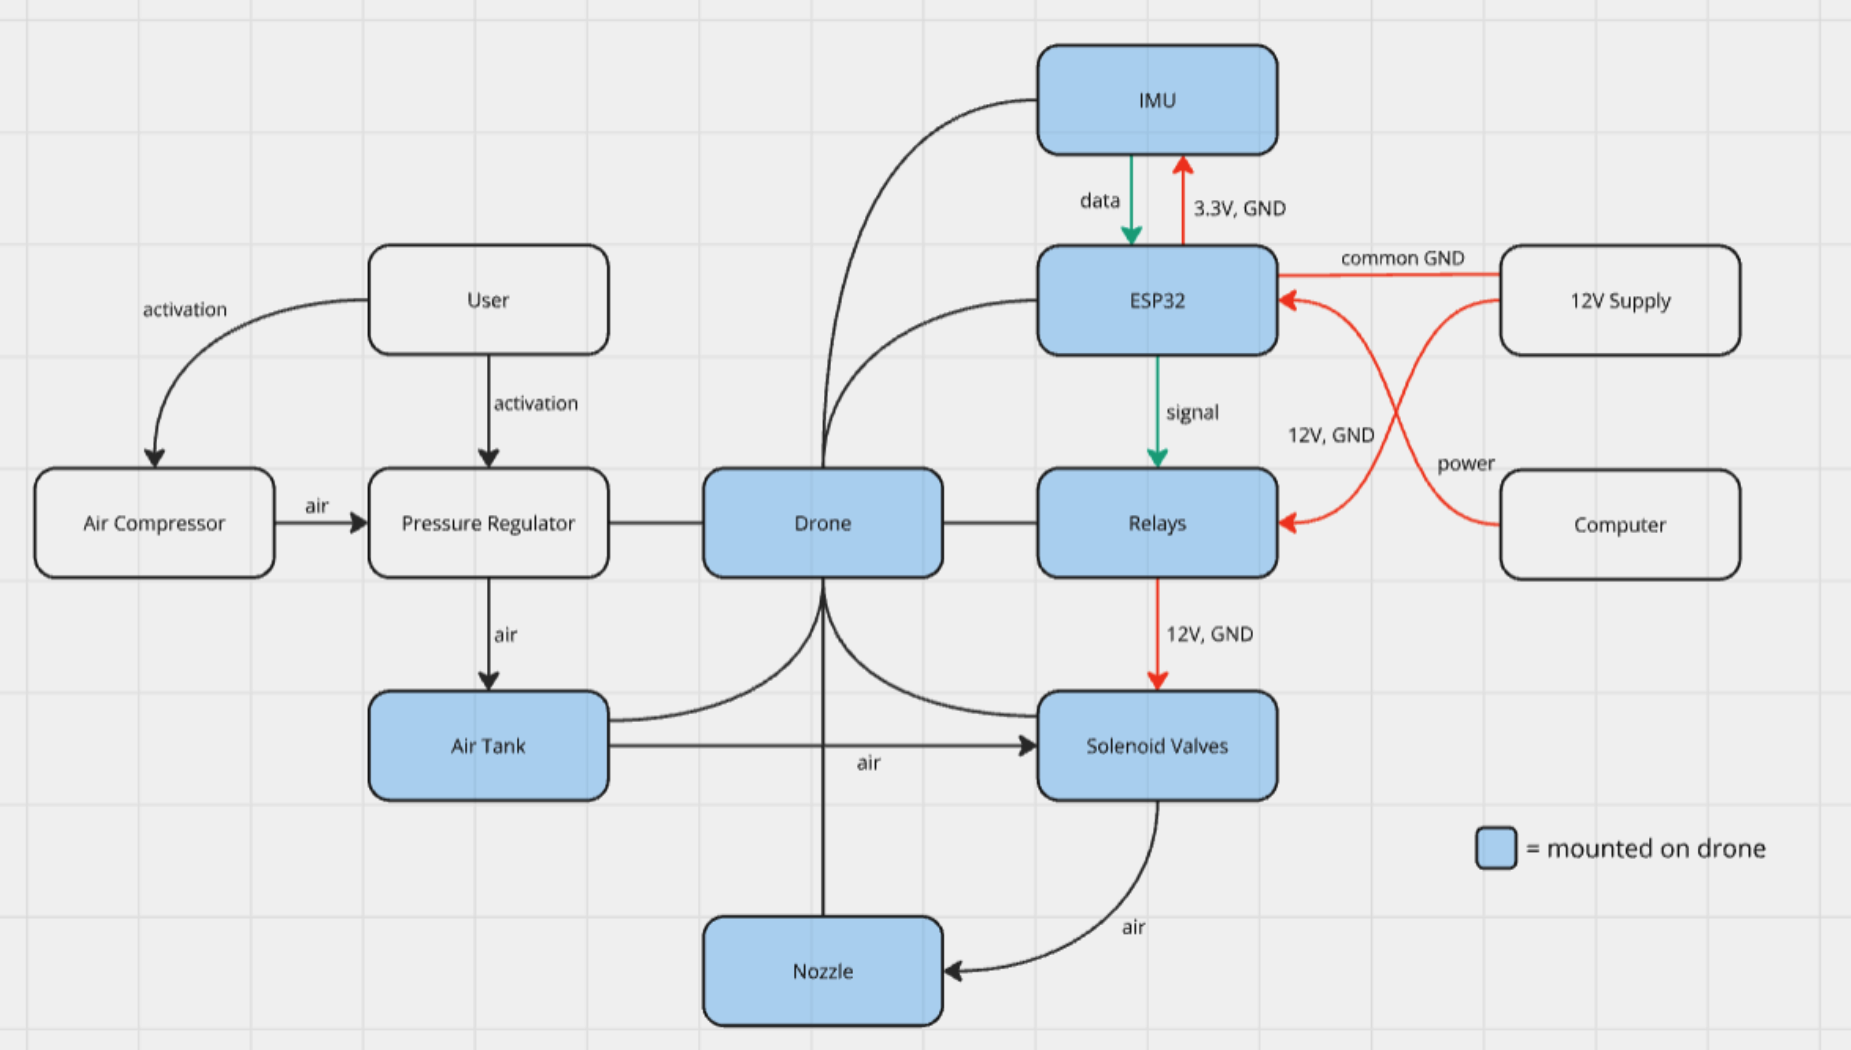 IMU
data
3.3V, GND
common GND
activation
User
ESP32
12V Supply
activation
signal
12V, GND
power
air
Air Compressor
Pressure Regulator
Drone
Relays
Computer
air
12V, GND
Air Tank
air
Solenoid Valves
= mounted on drone
air
Nozzle